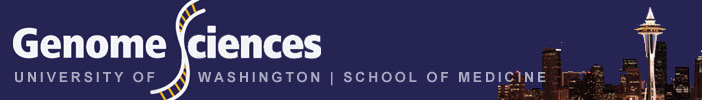 Genome Sciences
UNIVERSITY OF WASHINGTON | SCHOOL OF MEDICINE